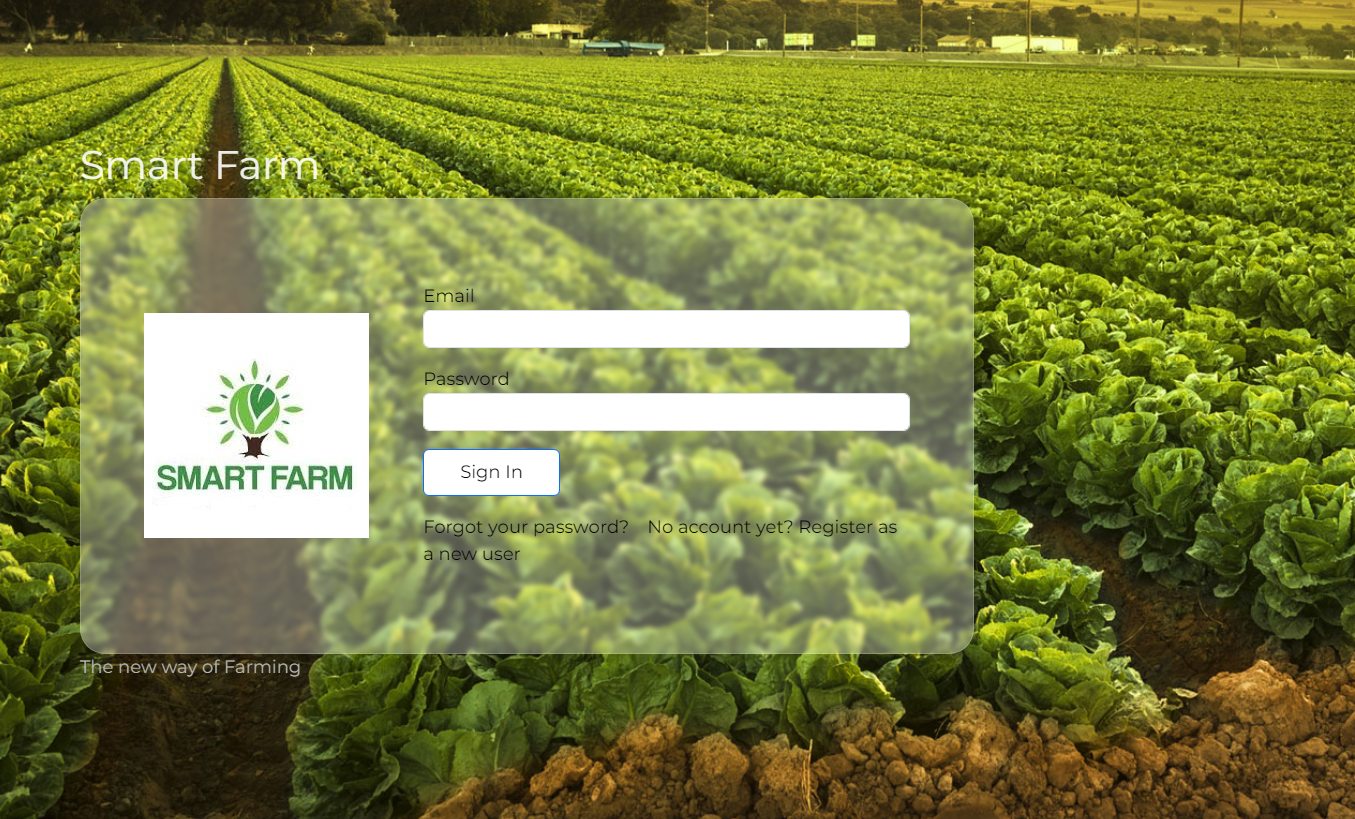 Smart Farm
SMART FARM
Email
Password
Sign In
Forgot your password? No account yet? Register as
a new user
The new way of Farming